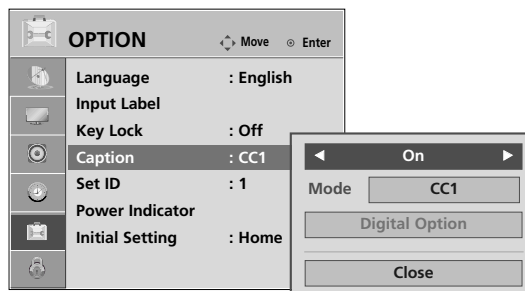 OPTION Move Enter
Language : English
Input Label
Key Lock : Off
Caption : CC1
Set ID : 1
Power Indicator
Initial Setting : Home
On
Mode CC1
Digital Option
Close